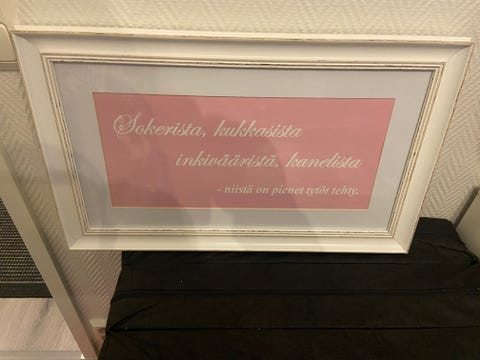 Sokerista, kukkasista
inkivääristä, kanelista
- niistä on pienet tytöt tehty.